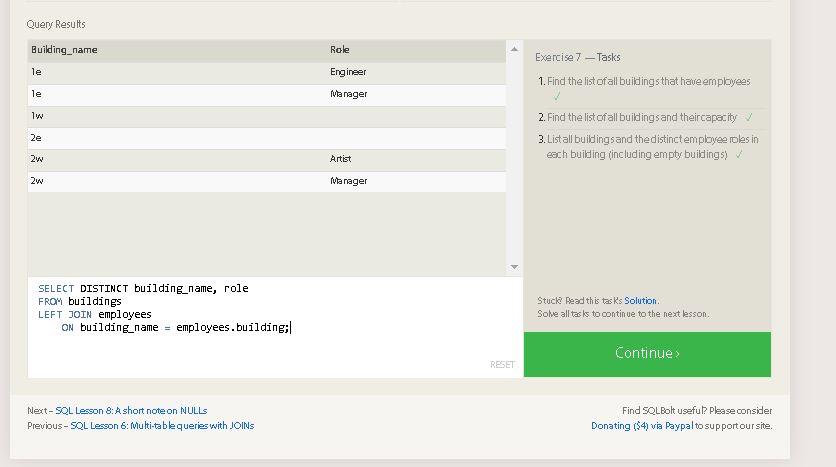 Query Results
Building_name Role
1e Engineer
1e Manager
1w
2e
2w Artist
2w Manager
SELECT DISTINCT building_name, role
FROM buildings
LEFT JOIN employees
ON building_name = employees.building;
RESET
Exercise 7 — Tasks
1. Find the list of all buildings that have employees
✓
2. Find the list of all buildings and their capacity ✓
3. List all buildings and the distinct employee roles in
each building (including empty buildings) ✓
Stuck? Read this task's Solution.
Solve all tasks to continue to the next lesson.
Continue ›
Next – SQL Lesson 8: A short note on NULLs
Previous – SQL Lesson 6: Multi-table queries with JOINs
Find SQLBolt useful? Please consider
Donating ($4) via Paypal to support our site.